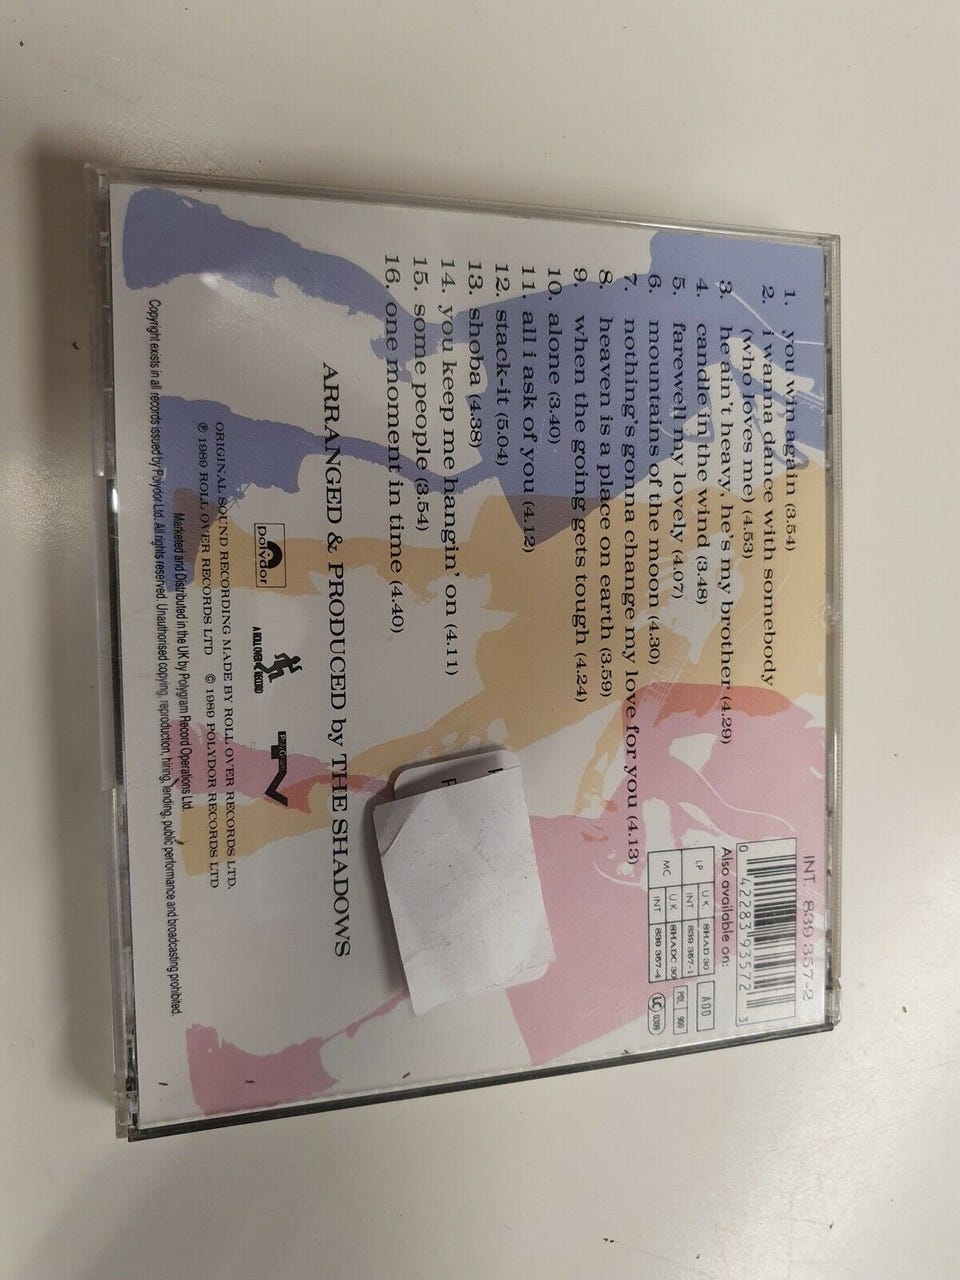 INT. 839 357-2
0 42283 93572 3
Also available on:
LP U.K. SHAD 30
INT 839 357-1
MC U.K. SHADC 30
INT 839 357-4
ADD
POL 900
LC 0309
1. you win again (3.54)
2. i wanna dance with somebody
(who loves me) (4.53)
3. he ain't heavy, he's my brother (4.29)
4. candle in the wind (3.48)
5. farewell my lovely (4.07)
6. mountains of the moon (4.30)
7. nothing's gonna change my love for you (4.13)
8. heaven is a place on earth (3.59)
9. when the going gets tough (4.24)
10. alone (3.40)
11. all i ask of you (4.12)
12. stack-it (5.04)
13. shoba (4.38)
14. you keep me hangin' on (4.11)
15. some people (3.54)
16. one moment in time (4.40)
ARRANGED & PRODUCED by THE SHADOWS
polydor
A ROLL OVER RECORD
PolyGram
ORIGINAL SOUND RECORDING MADE BY ROLL OVER RECORDS LTD.
℗ 1989 ROLL OVER RECORDS LTD © 1989 POLYDOR RECORDS LTD
Marketed and Distributed in the UK by Polygram Record Operations Ltd.
Copyright exists in all records issued by Polydor Ltd. All rights reserved. Unauthorised copying, reproduction, hiring, lending, public performance and broadcasting prohibited.